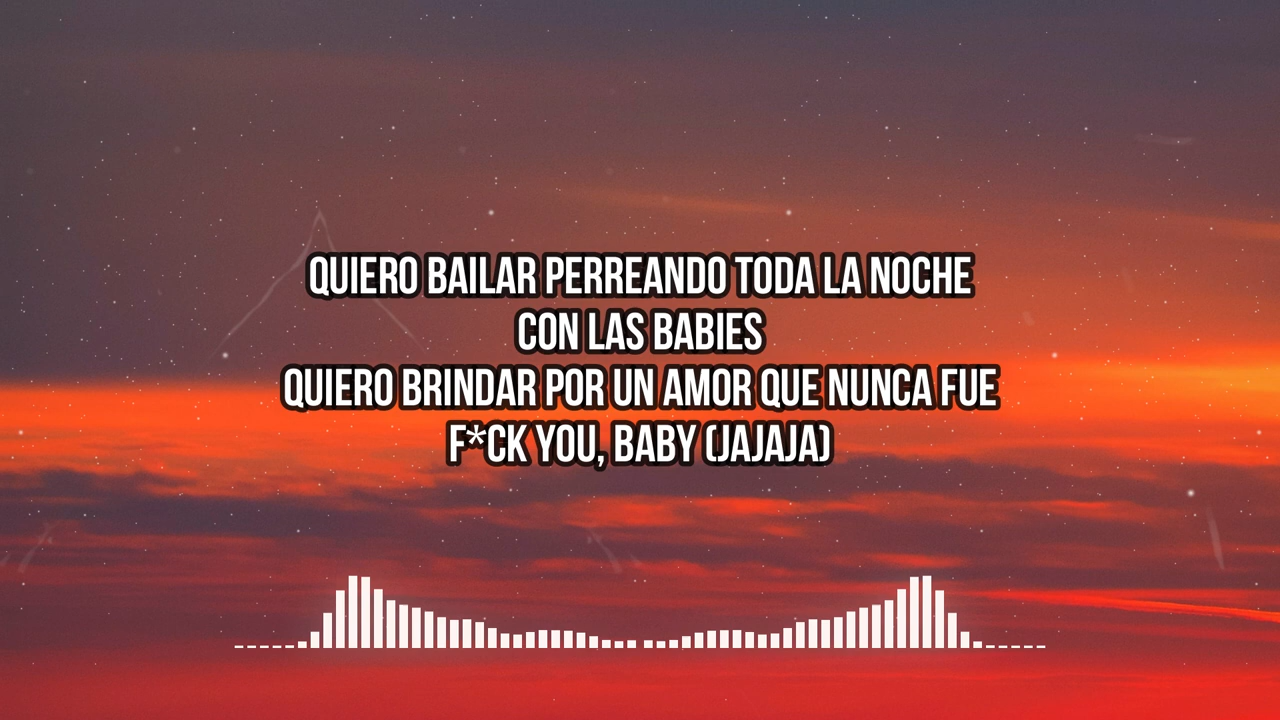 QUIERO BAILAR PERREANDO TODA LA NOCHE
CON LAS BABIES
QUIERO BRINDAR POR UN AMOR QUE NUNCA FUE
F*CK YOU, BABY (JAJAJA)